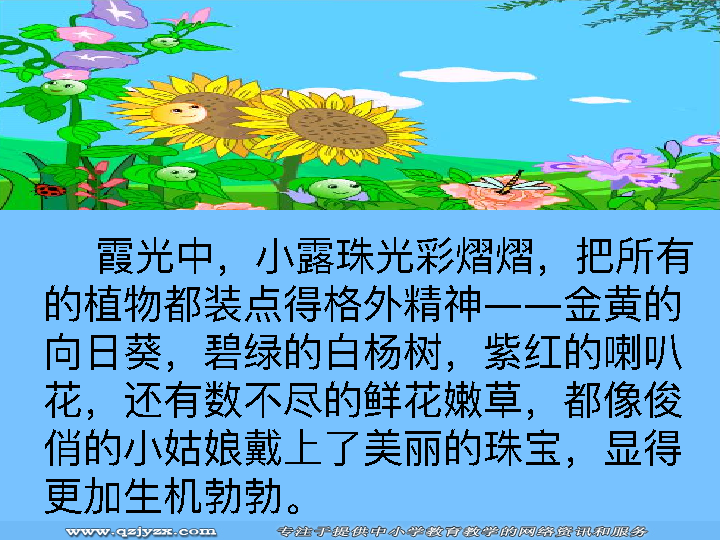 霞光中，小露珠光彩熠熠，把所有
的植物都装点得格外精神——金黄的
向日葵，碧绿的白杨树，紫红的喇叭
花，还有数不尽的鲜花嫩草，都像俊
俏的小姑娘戴上了美丽的珠宝，显得
更加生机勃勃。
www.qzjyzx.com 专注于提供中小学教育教学的网络资讯和服务